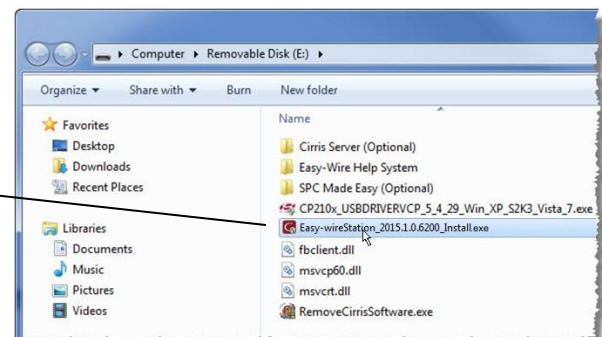 Computer Removable Disk (E:)
Organize Share with Burn New folder
Favorites
Desktop
Downloads
Recent Places
Libraries
Documents
Music
Pictures
Videos
Name
Cirris Server (Optional)
Easy-Wire Help System
SPC Made Easy (Optional)
CP210x_USBDRIVERVCP_5_4_29_Win_XP_S2K3_Vista_7.exe
Easy-wireStation_2015.1.0.6200_Install.exe
fbclient.dll
msvcp60.dll
msvcrt.dll
RemoveCirrisSoftware.exe